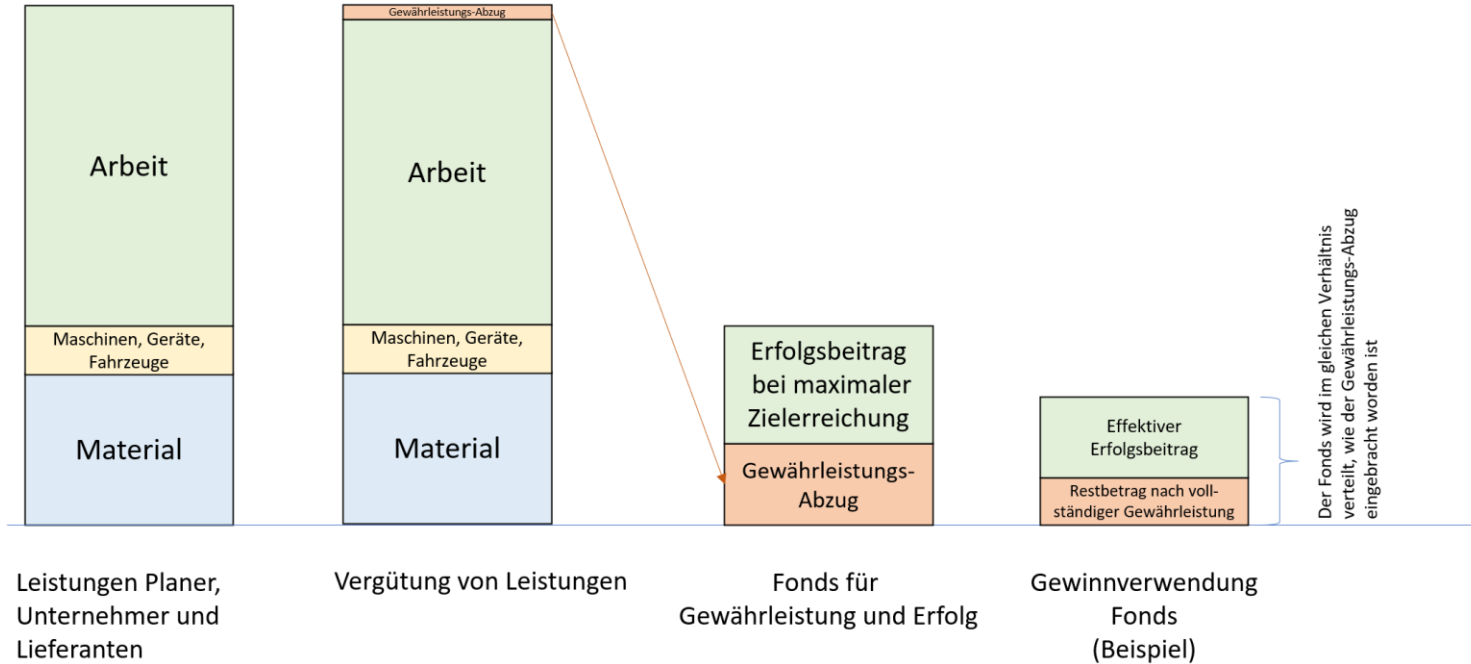 Arbeit
Maschinen, Geräte,
Fahrzeuge
Material
Leistungen Planer,
Unternehmer und
Lieferanten
Gewährleistungs-Abzug
Arbeit
Maschinen, Geräte,
Fahrzeuge
Material
Vergütung von Leistungen
Erfolgsbeitrag
bei maximaler
Zielerreichung
Gewährleistungs-
Abzug
Fonds für
Gewährleistung und Erfolg
Effektiver
Erfolgsbeitrag
Restbetrag nach voll-
ständiger Gewährleistung
Gewinnverwendung
Fonds
(Beispiel)
Der Fonds wird im gleichen Verhältnis
verteilt, wie der Gewährleistungs-Abzug
eingebracht worden ist